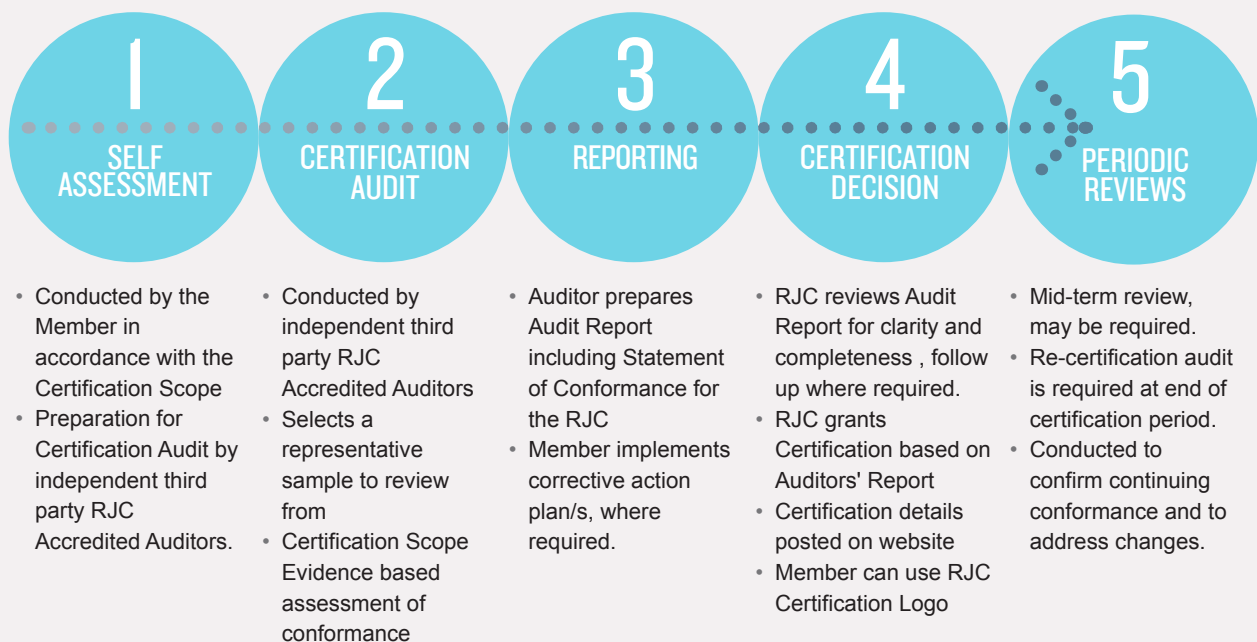 1
SELF
ASSESSMENT
• Conducted by the
Member in
accordance with the
Certification Scope
• Preparation for
Certification Audit by
independent third
party RJC
Accredited Auditors.
2
CERTIFICATION
AUDIT
• Conducted by
independent third
party RJC
Accredited Auditors
• Selects a
representative
sample to review
from
• Certification Scope
Evidence based
assessment of
conformance
3
REPORTING
• Auditor prepares
Audit Report
including Statement
of Conformance for
the RJC
• Member implements
corrective action
plan/s, where
required.
4
CERTIFICATION
DECISION
• RJC reviews Audit
Report for clarity and
completeness , follow
up where required.
• RJC grants
Certification based on
Auditors' Report
• Certification details
posted on website
• Member can use RJC
Certification Logo
5
PERIODIC
REVIEWS
• Mid-term review,
may be required.
• Re-certification audit
is required at end of
certification period.
• Conducted to
confirm continuing
conformance and to
address changes.